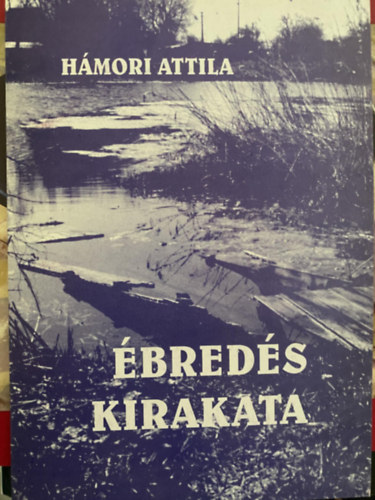 HÁMORI ATTILA
ÉBREDÉS
KIRAKATA